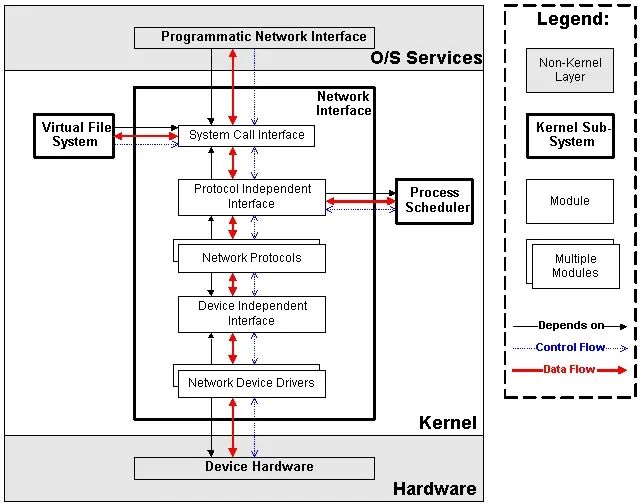 Programmatic Network Interface
O/S Services
Network
Interface
Virtual File
System
System Call Interface
Protocol Independent
Interface
Process
Scheduler
Network Protocols
Device Independent
Interface
Network Device Drivers
Kernel
Device Hardware
Hardware
Legend:
Non-Kernel
Layer
Kernel Sub-
System
Module
Multiple
Modules
Depends on
Control Flow
Data Flow